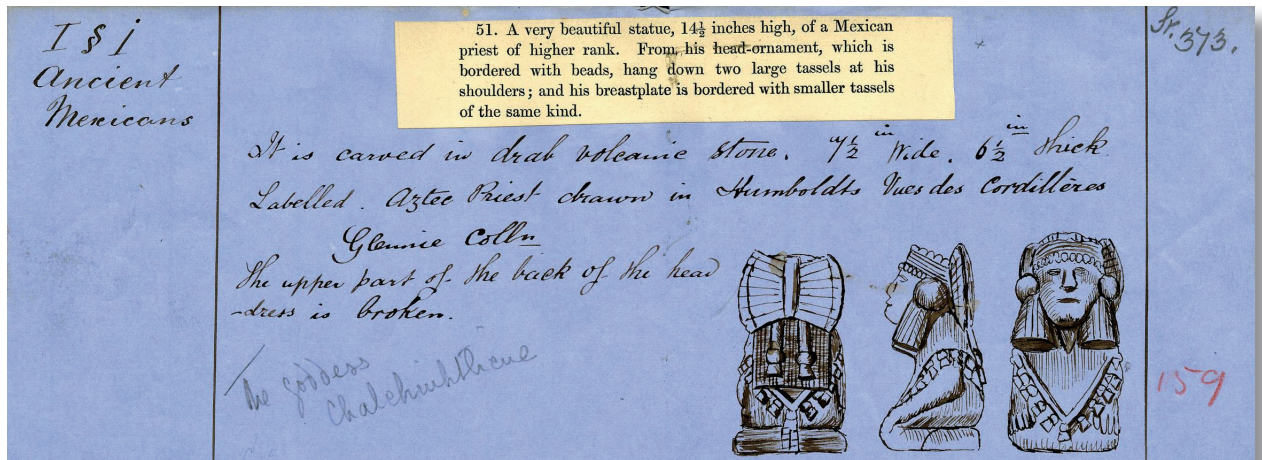 I § i
Ancient
Mexicans
51. A very beautiful statue, 14½ inches high, of a Mexican
priest of higher rank. From his head-ornament, which is
bordered with beads, hang down two large tassels at his
shoulders; and his breastplate is bordered with smaller tassels
of the same kind.
St. 373.
It is carved in drab volcanic stone. 7½ in Wide. 6½ in thick
Labelled. Aztec Priest drawn in Humboldts Vues des Cordillères
Glennie Colln
The upper part of the back of the head
-dress is broken.
The goddess
Chalchiuhtlicue
159